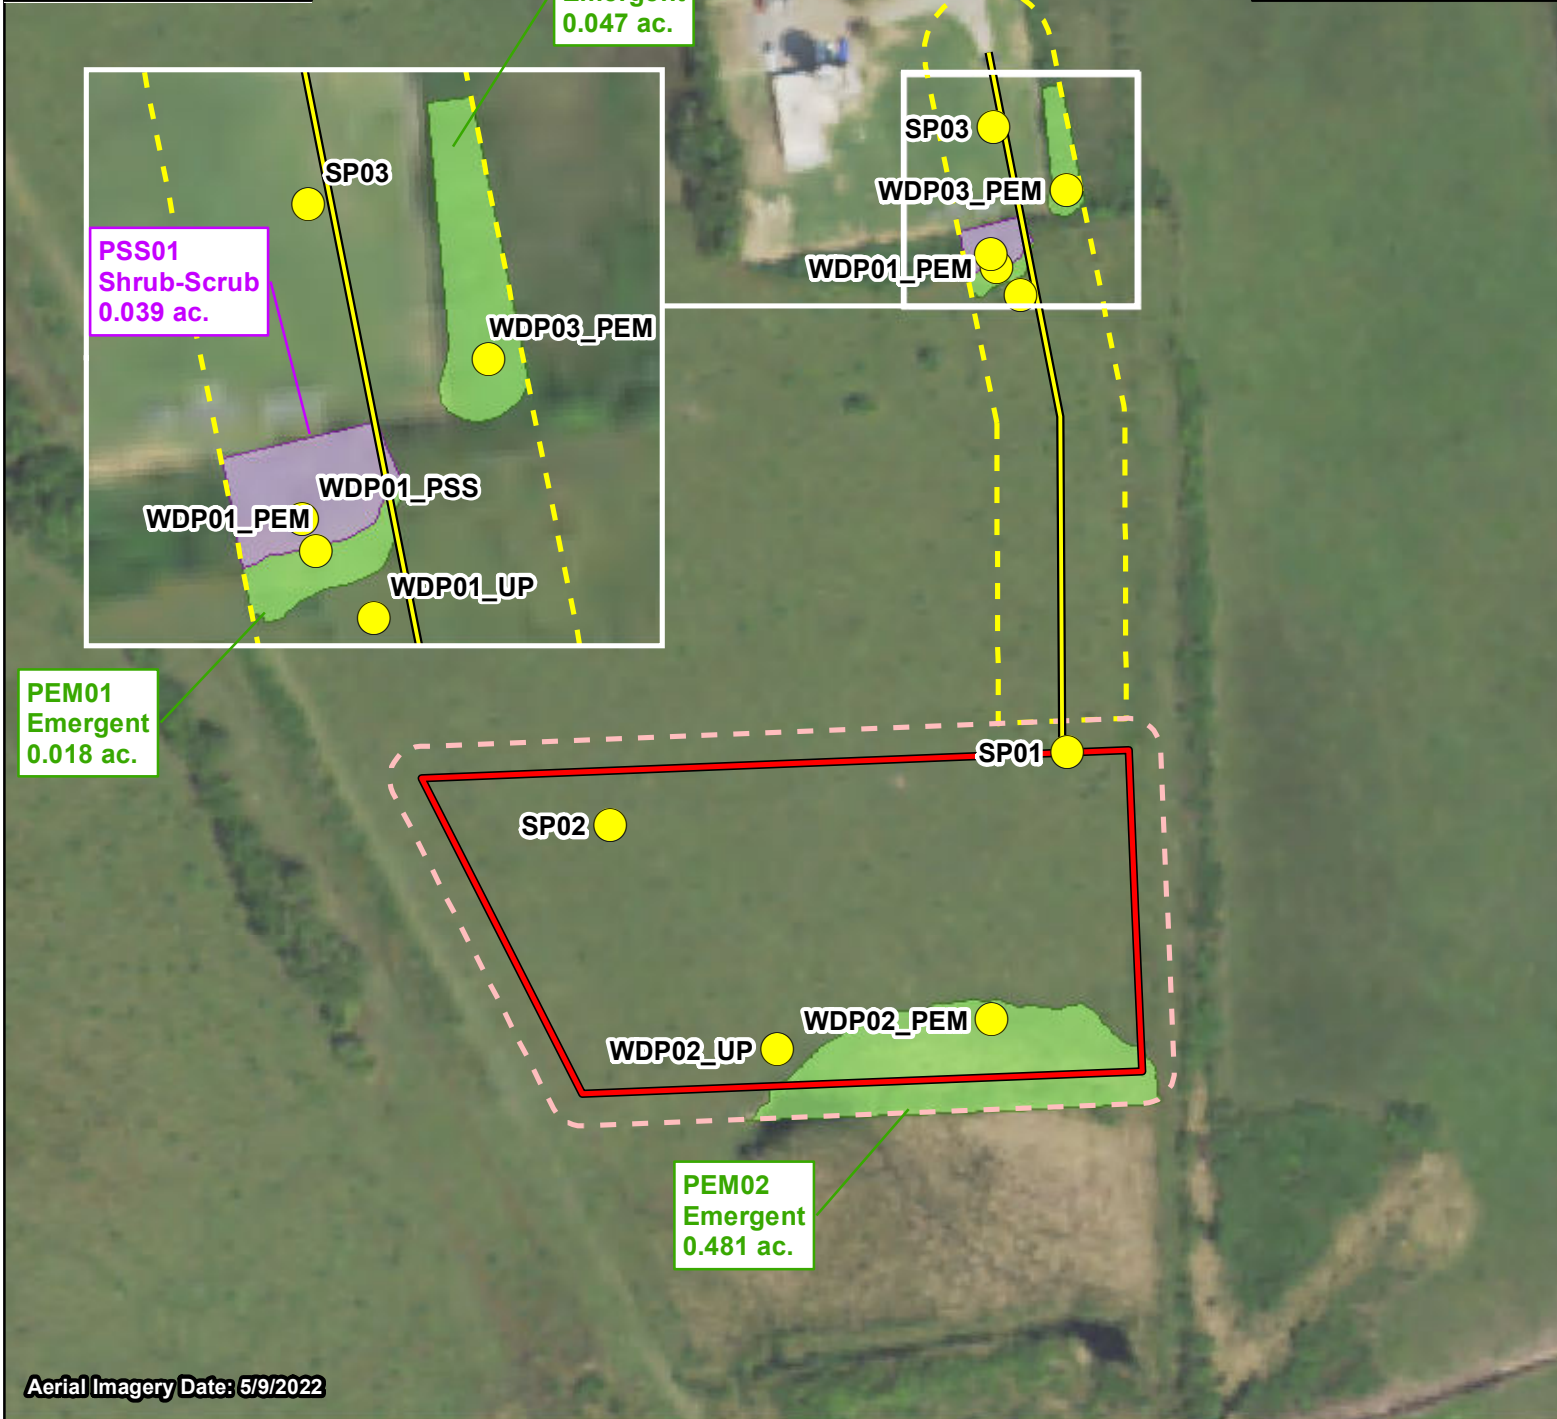 Emergent
0.047 ac.
SP03
PSS01
Shrub-Scrub
0.039 ac.
WDP03_PEM
WDP01_PSS
WDP01_PEM
WDP01_UP
SP03
WDP03_PEM
WDP01_PEM
PEM01
Emergent
0.018 ac.
SP01
SP02
WDP02_PEM
WDP02_UP
PEM02
Emergent
0.481 ac.
Aerial Imagery Date: 5/9/2022